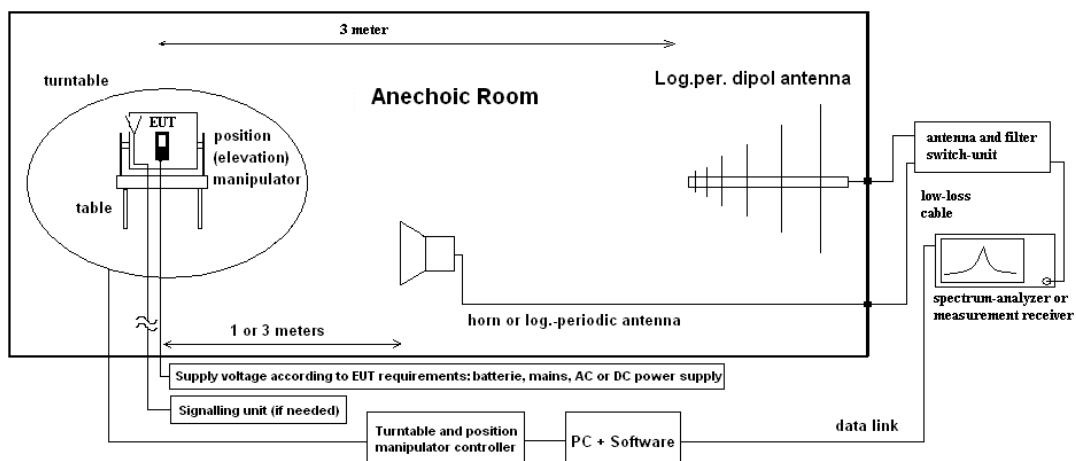 3 meter
turntable
Log.per. dipol antenna
Anechoic Room
EUT
position
(elevation)
manipulator
antenna and filter
switch-unit
table
low-loss
cable
spectrum-analyzer or
measurement receiver
horn or log.-periodic antenna
1 or 3 meters
Supply voltage according to EUT requirements: batterie, mains, AC or DC power supply
Signalling unit (if needed)
Turntable and position
manipulator controller
PC + Software
data link